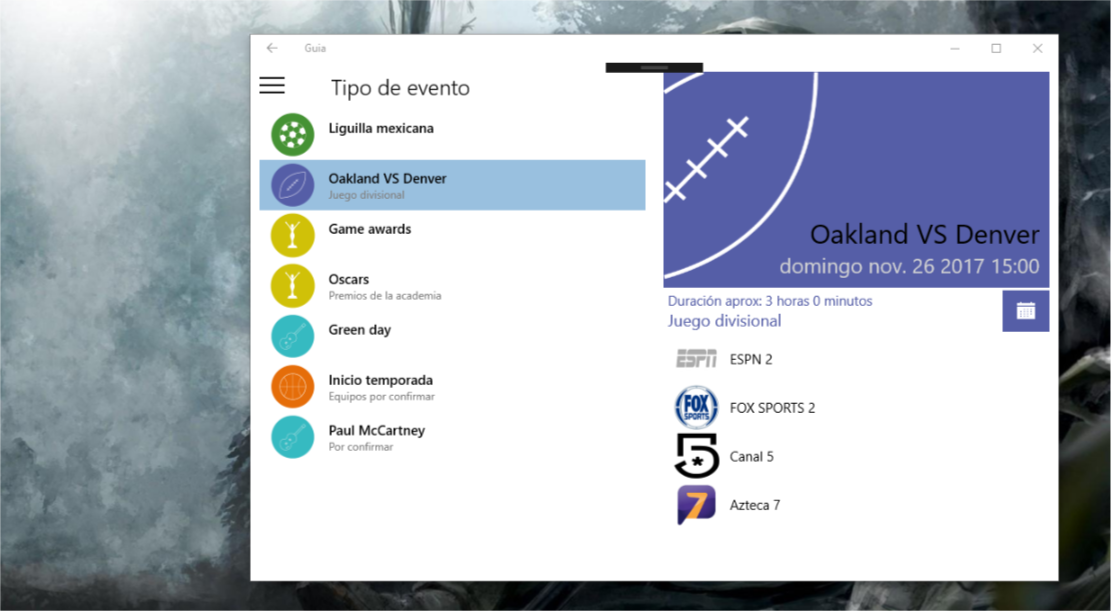 Guia
Tipo de evento
Liguilla mexicana
Oakland VS Denver
Juego divisional
Game awards
Oscars
Premios de la academia
Green day
Inicio temporada
Equipos por confirmar
Paul McCartney
Por confirmar
Oakland VS Denver
domingo nov. 26 2017 15:00
Duración aprox: 3 horas 0 minutos
Juego divisional
ESPN ESPN 2
FOX SPORTS FOX SPORTS 2
5 Canal 5
7 Azteca 7